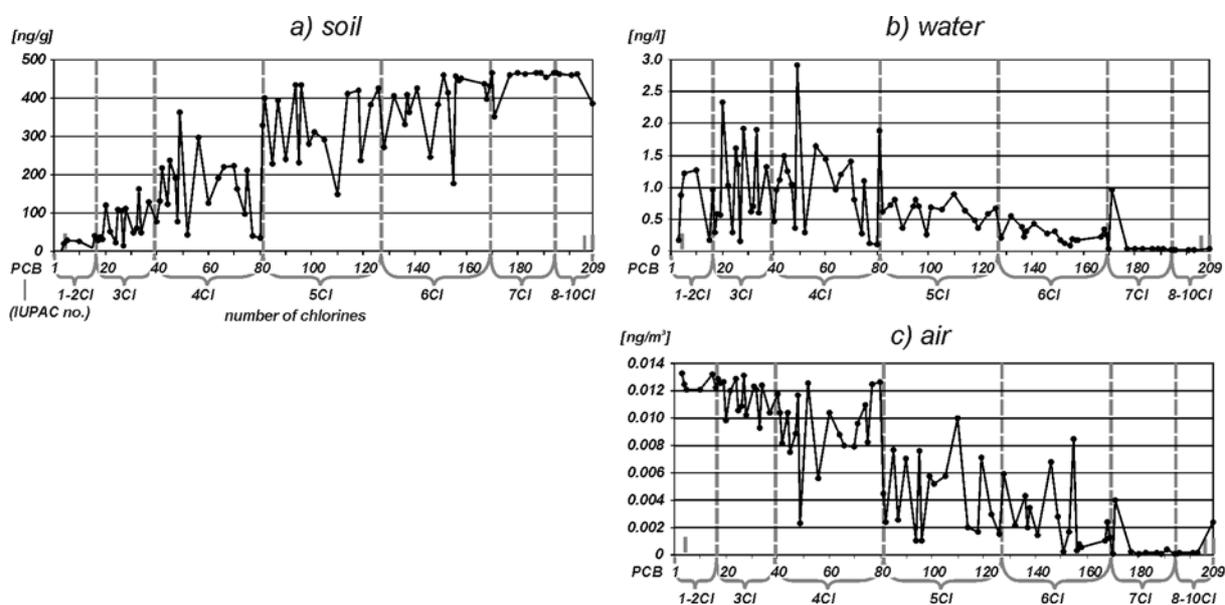 a) soil
[ng/g]
500
400
300
200
100
0
PCB 1 20 40 60 80 100 120 140 160 180 209
1-2Cl 3Cl 4Cl 5Cl 6Cl 7Cl 8-10Cl
(IUPAC no.) number of chlorines
b) water
[ng/l]
3.0
2.5
2.0
1.5
1.0
0.5
0
PCB 1 20 40 60 80 100 120 140 160 180 209
1-2Cl 3Cl 4Cl 5Cl 6Cl 7Cl 8-10Cl
c) air
[ng/m³]
0.014
0.012
0.010
0.008
0.006
0.004
0.002
0
PCB 1 20 40 60 80 100 120 140 160 180 209
1-2Cl 3Cl 4Cl 5Cl 6Cl 7Cl 8-10Cl